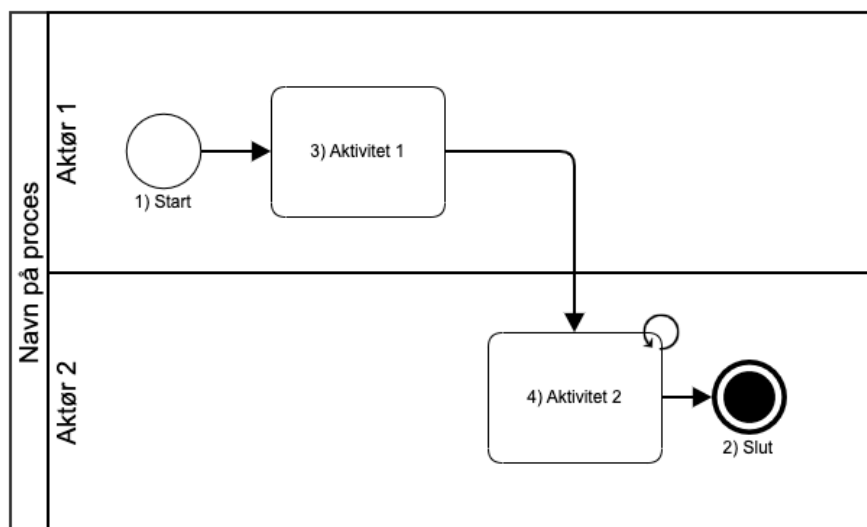 Navn på proces
Aktør 1
1) Start
3) Aktivitet 1
Aktør 2
4) Aktivitet 2
2) Slut